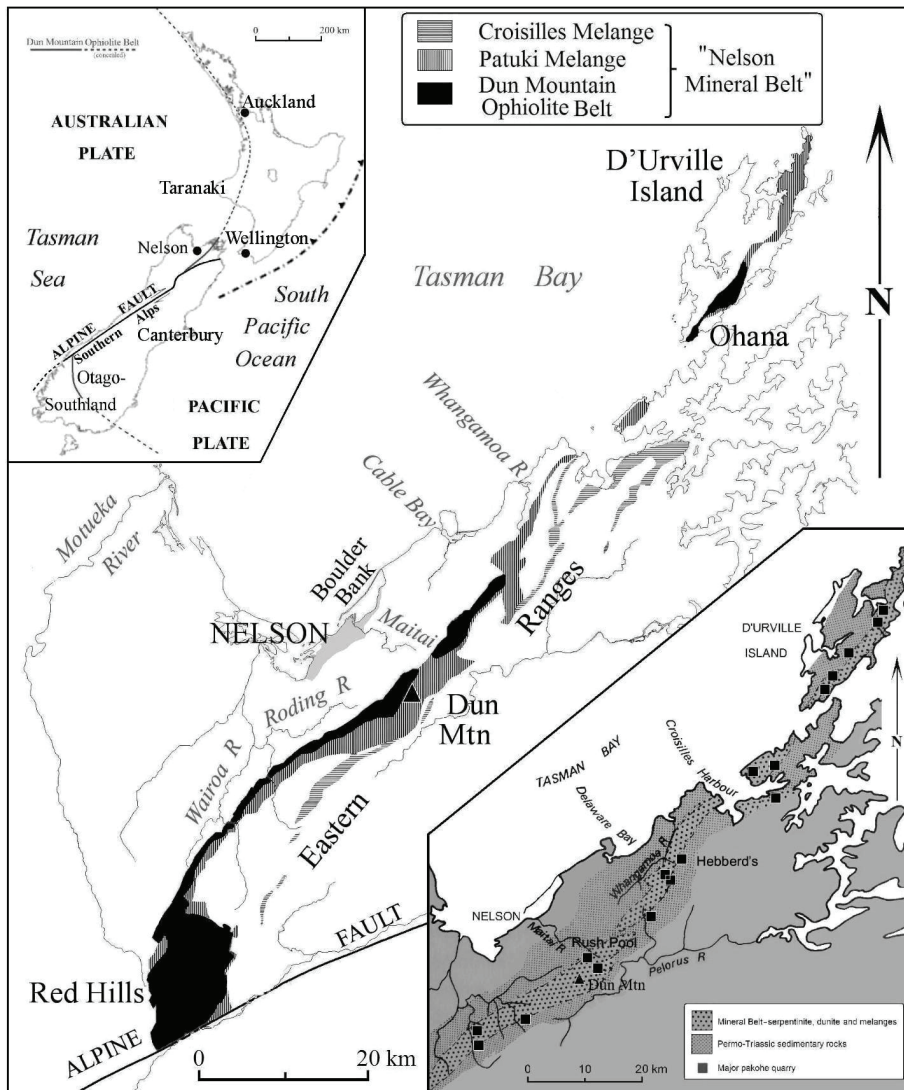 0 200 km
Dun Mountain Ophiolite Belt
(concealed)
Auckland
AUSTRALIAN
PLATE
Taranaki
Tasman
Sea
Nelson
Wellington
ALPINE FAULT
Southern Alps
South
Pacific
Ocean
Canterbury
Otago-
Southland
PACIFIC
PLATE
Croisilles Melange
Patuki Melange
Dun Mountain
Ophiolite Belt
"Nelson
Mineral Belt"
D'Urville
Island
N
Tasman Bay
Ohana
Whangamoa R
Cable Bay
Motueka
River
Boulder
Bank
Ranges
NELSON
Maitai
Roding R
Dun
Mtn
Wairoa R
Eastern
Red Hills
ALPINE FAULT
0 20 km
D'URVILLE
ISLAND
N
TASMAN BAY
Croisilles
Harbour
Delaware
Bay
Whangamoa R
Hebberd's
NELSON
Maitai R
Rush Pool
Pelorus R
Dun Mtn
Mineral Belt-serpentinite, dunite and melanges
Permo-Triassic sedimentary rocks
Major pakohe quarry
0 10 20 km